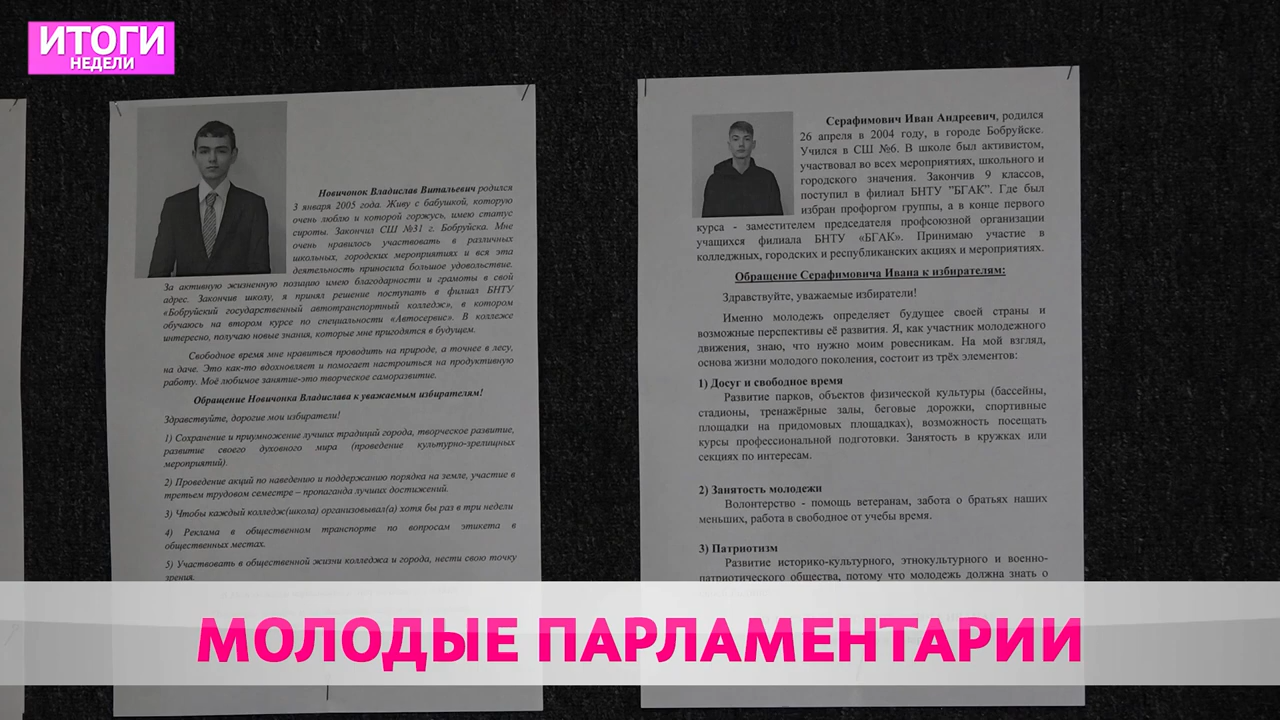 ИТОГИ
НЕДЕЛИ
Новичонок Владислав Витальевич родился
3 января 2005 года. Живу с бабушкой, которую
очень люблю и которой горжусь, имею статус
сироты. Закончил СШ №31 г. Бобруйска. Мне
очень нравилось участвовать в различных
школьных, городских мероприятиях и вся эта
деятельность приносила большое удовольствие.
За активную жизненную позицию имею благодарности и грамоты в свой
адрес. Закончив школу, я принял решение поступать в филиал БНТУ
«Бобруйский государственный автотранспортный колледж», в котором
обучаюсь на втором курсе по специальности «Автосервис». В коллеже
интересно, получаю новые знания, которые мне пригодятся в будущем.
Свободное время мне нравиться проводить на природе, а точнее в лесу,
на даче. Это как-то вдохновляет и помогает настроиться на продуктивную
работу. Моё любимое занятие-это творческое саморазвитие.
Обращение Новичонка Владислава к уважаемым избирателям!
Здравствуйте, дорогие мои избиратели!
1) Сохранение и приумножение лучших традиций города, творческое развитие,
развитие своего духовного мира (проведение культурно-зрелищных
мероприятий).
2) Проведение акций по наведению и поддержанию порядка на земле, участие в
третьем трудовом семестре – пропаганда лучших достижений.
3) Чтобы каждый колледж(школа) организовывал(а) хотя бы раз в три недели
4) Реклама в общественном транспорте по вопросам этикета в
общественных местах.
5) Участвовать в общественной жизни колледжа и города, нести свою точку
зрения.
Серафимович Иван Андреевич, родился
26 апреля в 2004 году, в городе Бобруйске.
Учился в СШ №6. В школе был активистом,
участвовал во всех мероприятиях, школьного и
городского значения. Закончив 9 классов,
поступил в филиал БНТУ "БГАК". Где был
избран профоргом группы, а в конце первого
курса - заместителем председателя профсоюзной организации
учащихся филиала БНТУ «БГАК». Принимаю участие в
колледжных, городских и республиканских акциях и мероприятиях.
Обращение Серафимовича Ивана к избирателям:
Здравствуйте, уважаемые избиратели!
Именно молодежь определяет будущее своей страны и
возможные перспективы её развития. Я, как участник молодежного
движения, знаю, что нужно моим ровесникам. На мой взгляд,
основа жизни молодого поколения, состоит из трёх элементов:
1) Досуг и свободное время
Развитие парков, объектов физической культуры (бассейны,
стадионы, тренажёрные залы, беговые дорожки, спортивные
площадки на придомовых площадках), возможность посещать
курсы профессиональной подготовки. Занятость в кружках или
секциях по интересам.
2) Занятость молодежи
Волонтерство - помощь ветеранам, забота о братьях наших
меньших, работа в свободное от учебы время.
3) Патриотизм
Развитие историко-культурного, этнокультурного и военно-
патриотического общества, потому что молодежь должна знать о
МОЛОДЫЕ ПАРЛАМЕНТАРИИ